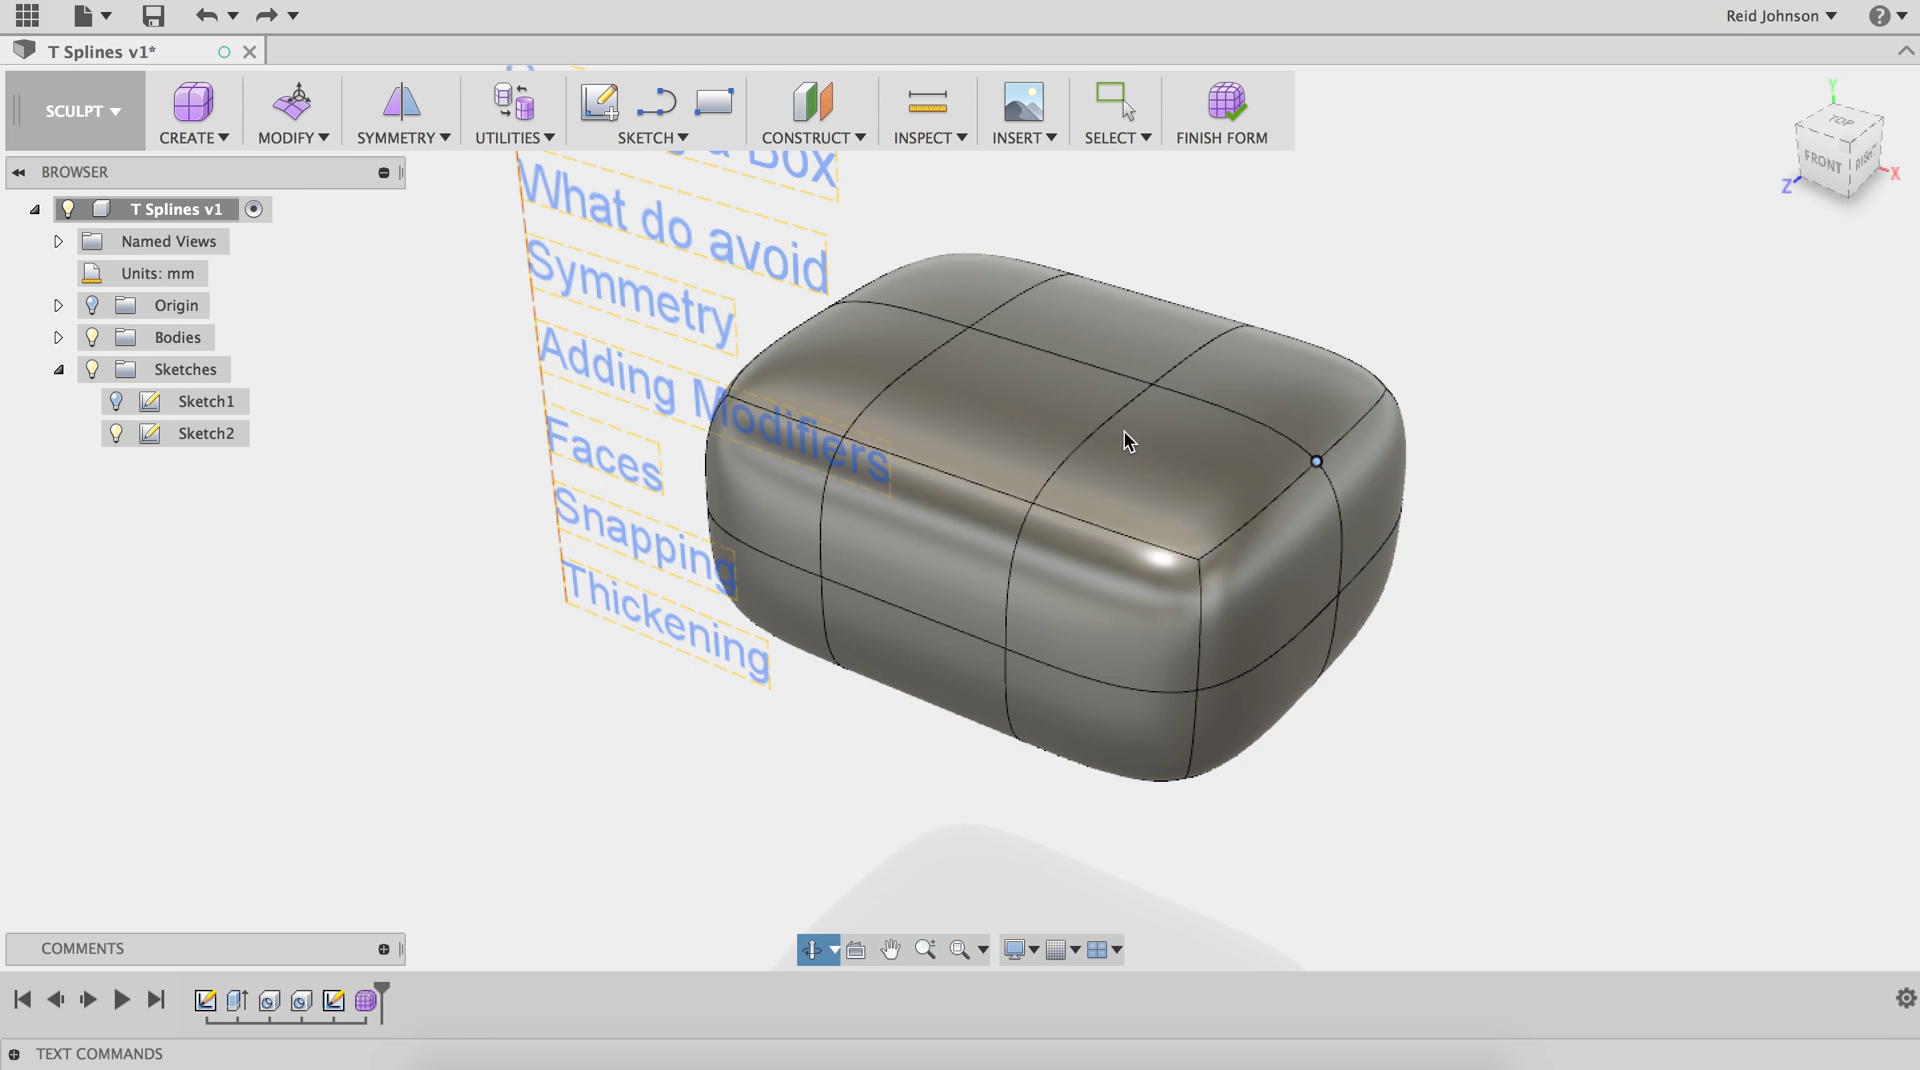 Reid Johnson
T Splines v1*
SCULPT
CREATE
MODIFY
SYMMETRY
UTILITIES
SKETCH
CONSTRUCT
INSPECT
INSERT
SELECT
FINISH FORM
TOP
FRONT
RIGHT
Y
X
Z
BROWSER
T Splines v1
Named Views
Units: mm
Origin
Bodies
Sketches
Sketch1
Sketch2
Box
What do avoid
Symmetry
Adding Modifiers
Faces
Snapping
Thickening
COMMENTS
TEXT COMMANDS